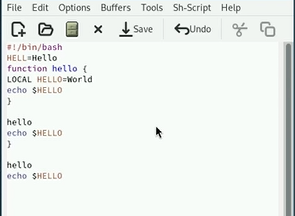 File Edit Options Buffers Tools Sh-Script Help
Save Undo
#!/bin/bash
HELL=Hello
function hello {
LOCAL HELLO=World
echo $HELLO
}
hello
echo $HELLO
}
hello
echo $HELLO